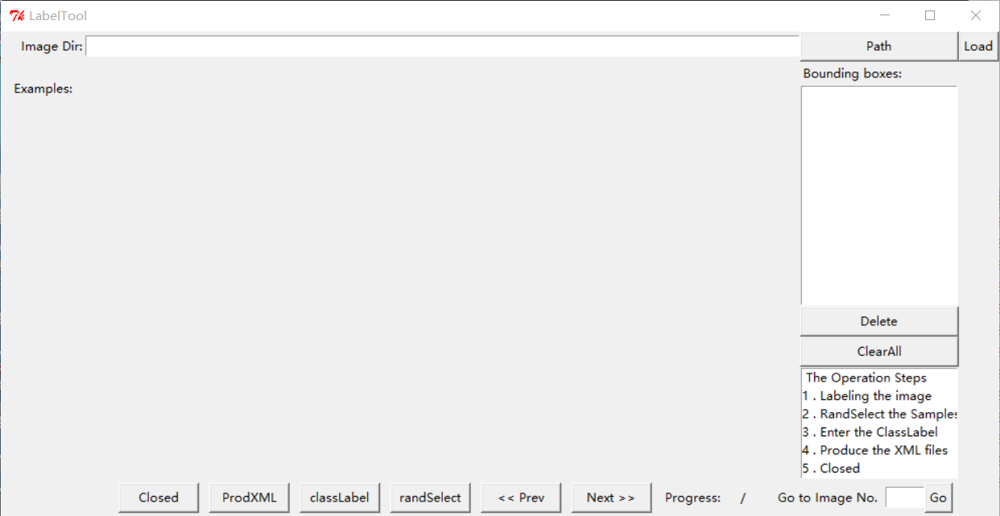 LabelTool
Image Dir: Path Load
Bounding boxes:
Examples:
Delete
ClearAll
The Operation Steps
1 . Labeling the image
2 . RandSelect the Samples
3 . Enter the ClassLabel
4 . Produce the XML files
5 . Closed
Closed ProdXML classLabel randSelect << Prev Next >> Progress: / Go to Image No. Go